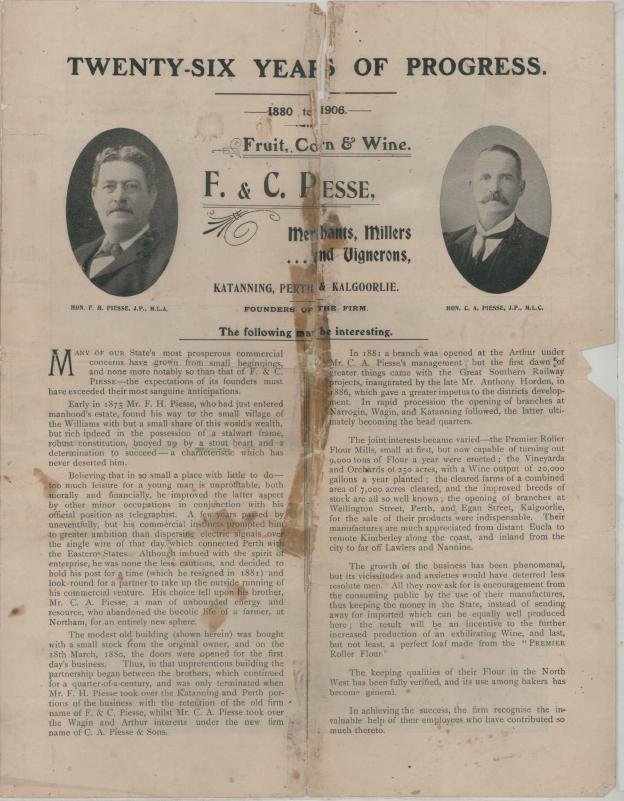 TWENTY-SIX YEARS OF PROGRESS.
1880 to 1906.
Fruit, Corn & Wine.
F. & C. PIESSE,
Merchants, Millers
... and Vignerons,
KATANNING, PERTH & KALGOORLIE.
HON. F. H. PIESSE, J.P., M.L.A.
FOUNDERS OF THE FIRM.
HON. C. A. PIESSE, J.P., M.L.C.
The following may be interesting.
MANY OF OUR State's most prosperous commercial
concerns have grown from small beginnings,
and none more notably so than that of F. & C.
PIESSE—the expectations of its founders must
have exceeded their most sanguine anticipations.
Early in 1875 Mr. F. H. Piesse, who had just entered
manhood's estate, found his way to the small village of
the Williams with but a small share of this world's wealth,
but rich indeed in the possession of a stalwart frame,
robust constitution, buoyed up by a stout heart and a
determination to succeed—a characteristic which has
never deserted him.
Believing that in so small a place with little to do—
too much leisure for a young man is unprofitable, both
morally and financially, he improved the latter aspect
by other minor occupations in conjunction with his
official position as telegraphist. A few years passed by
uneventfully, but his commercial instincts prompted him
to greater ambition than dispensing electric signals over
the single wire of that day which connected Perth with
the Eastern States. Although imbued with the spirit of
enterprise, he was none the less cautious, and decided to
hold his post for a time (which he resigned in 1881) and
look-round for a partner to take up the outside running of
his commercial venture. His choice fell upon his brother,
Mr. C. A. Piesse, a man of unbounded energy and
resource, who abandoned the bucolic life of a farmer, at
Northam, for an entirely new sphere.
The modest old building (shown herein) was bought
with a small stock from the original owner, and on the
18th March, 1880, the doors were opened for the first
day's business. Thus, in that unpretentious building the
partnership began between the brothers, which continued
for a quarter-of-a-century, and was only terminated when
Mr. F. H. Piesse took over the Katanning and Perth por-
tions of the business with the retention of the old firm
name of F. & C. Piesse, whilst Mr. C. A. Piesse took over
the Wagin and Arthur interests under the new firm
name of C. A. Piesse & Sons.
In 1881 a branch was opened at the Arthur under
Mr. C. A. Piesse's management; but the first dawn of
greater things came with the Great Southern Railway
projects, inaugurated by the late Mr. Anthony Horden, in
1886, which gave a greater impetus to the districts develop-
ment. In rapid procession the opening of branches at
Narrogin, Wagin, and Katanning followed, the latter ulti-
mately becoming the head quarters.
The joint interests became varied—the Premier Roller
Flour Mills, small at first, but now capable of turning out
9,000 tons of Flour a year were erected; the Vineyards
and Orchards of 250 acres, with a Wine output of 20,000
gallons a year planted; the cleared farms of a combined
area of 7,000 acres cleared, and the improved breeds of
stock are all so well known; the opening of branches at
Wellington Street, Perth, and Egan Street, Kalgoorlie,
for the sale of their products were indispensable. Their
manufactures are much appreciated from distant Eucla to
remote Kimberley along the coast, and inland from the
city to far off Lawlers and Nannine.
The growth of the business has been phenomenal,
but its vicissitudes and anxieties would have deterred less
resolute men. All they now ask for is encouragement from
the consuming public by the use of their manufactures,
thus keeping the money in the State, instead of sending
away for imported which can be equally well produced
here; the result will be an incentive to the further
increased production of an exhilirating Wine, and last,
but not least, a perfect loaf made from the "PREMIER
Roller Flour."
The keeping qualities of their Flour in the North
West has been fully verified, and its use among bakers has
become general.
In achieving the success, the firm recognise the in-
valuable help of their employees who have contributed so
much thereto.